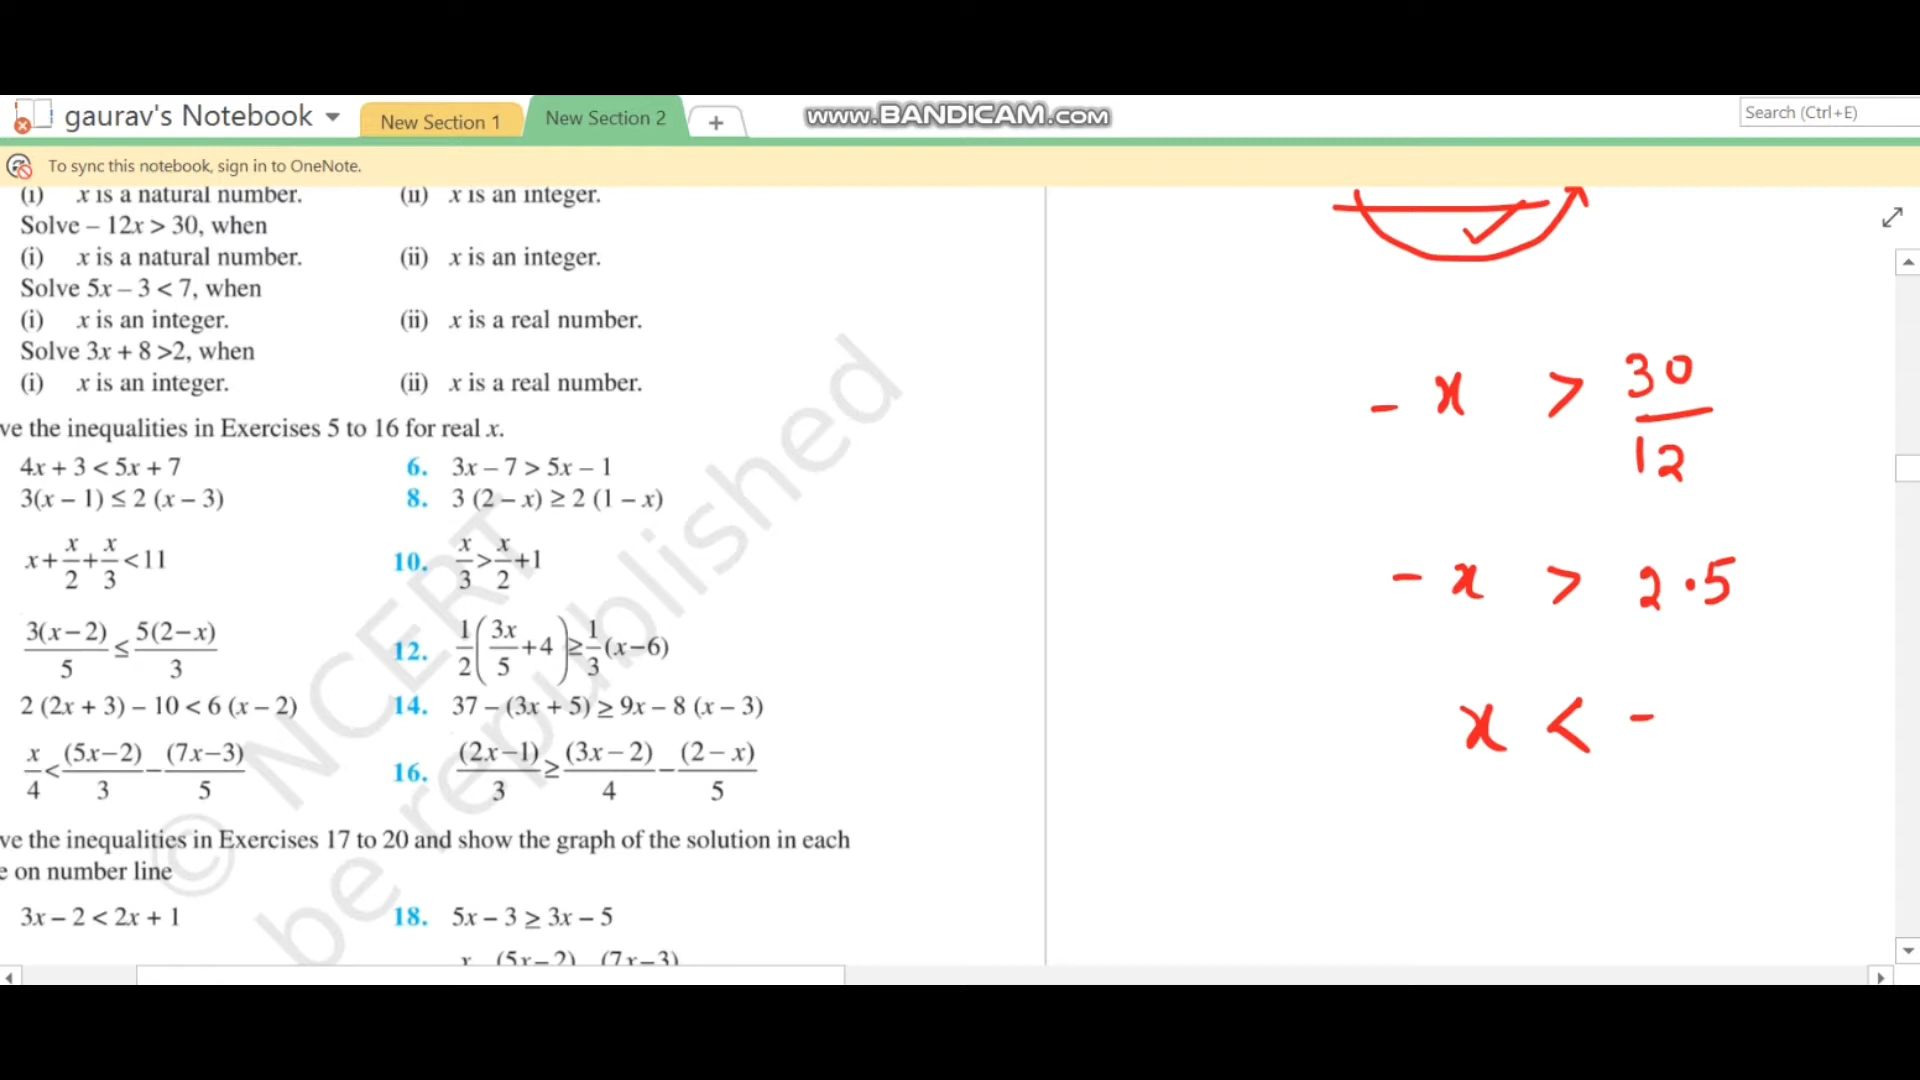 gaurav's Notebook
New Section 1
New Section 2
+
www.BANDICAM.com
Search (Ctrl+E)
To sync this notebook, sign in to OneNote.
(i) x is a natural number. (ii) x is an integer.
Solve – 12x > 30, when
(i) x is a natural number. (ii) x is an integer.
Solve 5x – 3 < 7, when
(i) x is an integer. (ii) x is a real number.
Solve 3x + 8 >2, when
(i) x is an integer. (ii) x is a real number.
ve the inequalities in Exercises 5 to 16 for real x.
4x + 3 < 5x + 7 6. 3x – 7 > 5x – 1
3(x – 1) ≤ 2 (x – 3) 8. 3 (2 – x) ≥ 2 (1 – x)
x + x/2 + x/3 < 11 10. x/3 > x/2 + 1
3(x–2)/5 ≤ 5(2–x)/3 12. 1/2 (3x/5 + 4) ≥ 1/3 (x–6)
2 (2x + 3) – 10 < 6 (x – 2) 14. 37 – (3x + 5) ≥ 9x – 8 (x – 3)
x/4 < (5x–2)/3 – (7x–3)/5 16. (2x–1)/3 ≥ (3x–2)/4 – (2–x)/5
ve the inequalities in Exercises 17 to 20 and show the graph of the solution in each
e on number line
3x – 2 < 2x + 1 18. 5x – 3 ≥ 3x – 5
x (5x–2) (7x–3)
© NCERT
be republished
- x > 30/12
- x > 2.5
x < -